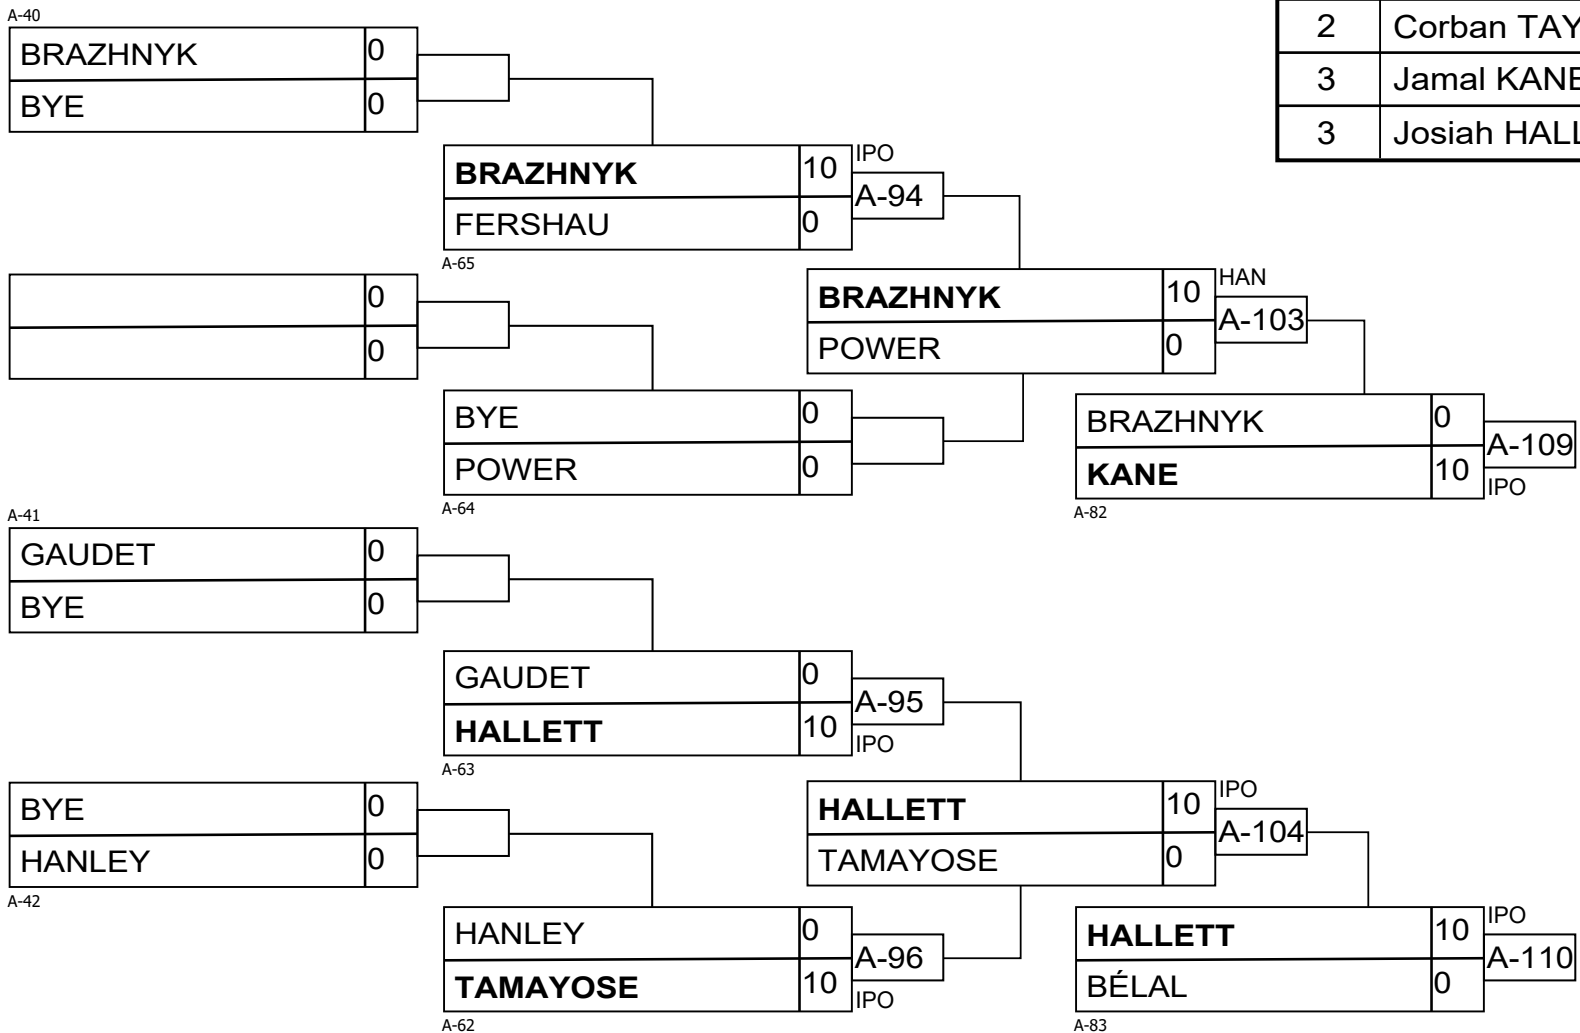 A-40
BRAZHNYK 0
BYE 0
2 Corban
3 Jamal KANE
3 Josiah
BRAZHNYK 10 IPO
A-94
FERSHAU 0
A-65
0
0
BRAZHNYK 10 HAN
A-103
POWER 0
BYE 0
POWER 0
A-64
BRAZHNYK 0
A-109
KANE 10 IPO
A-82
A-41
GAUDET 0
BYE 0
GAUDET 0
A-95
HALLETT 10 IPO
A-63
BYE 0
HANLEY 0
A-42
HALLETT 10 IPO
A-104
TAMAYOSE 0
HANLEY 0
A-96
TAMAYOSE 10 IPO
A-62
HALLETT 10 IPO
A-110
BÉLAL 0
A-83